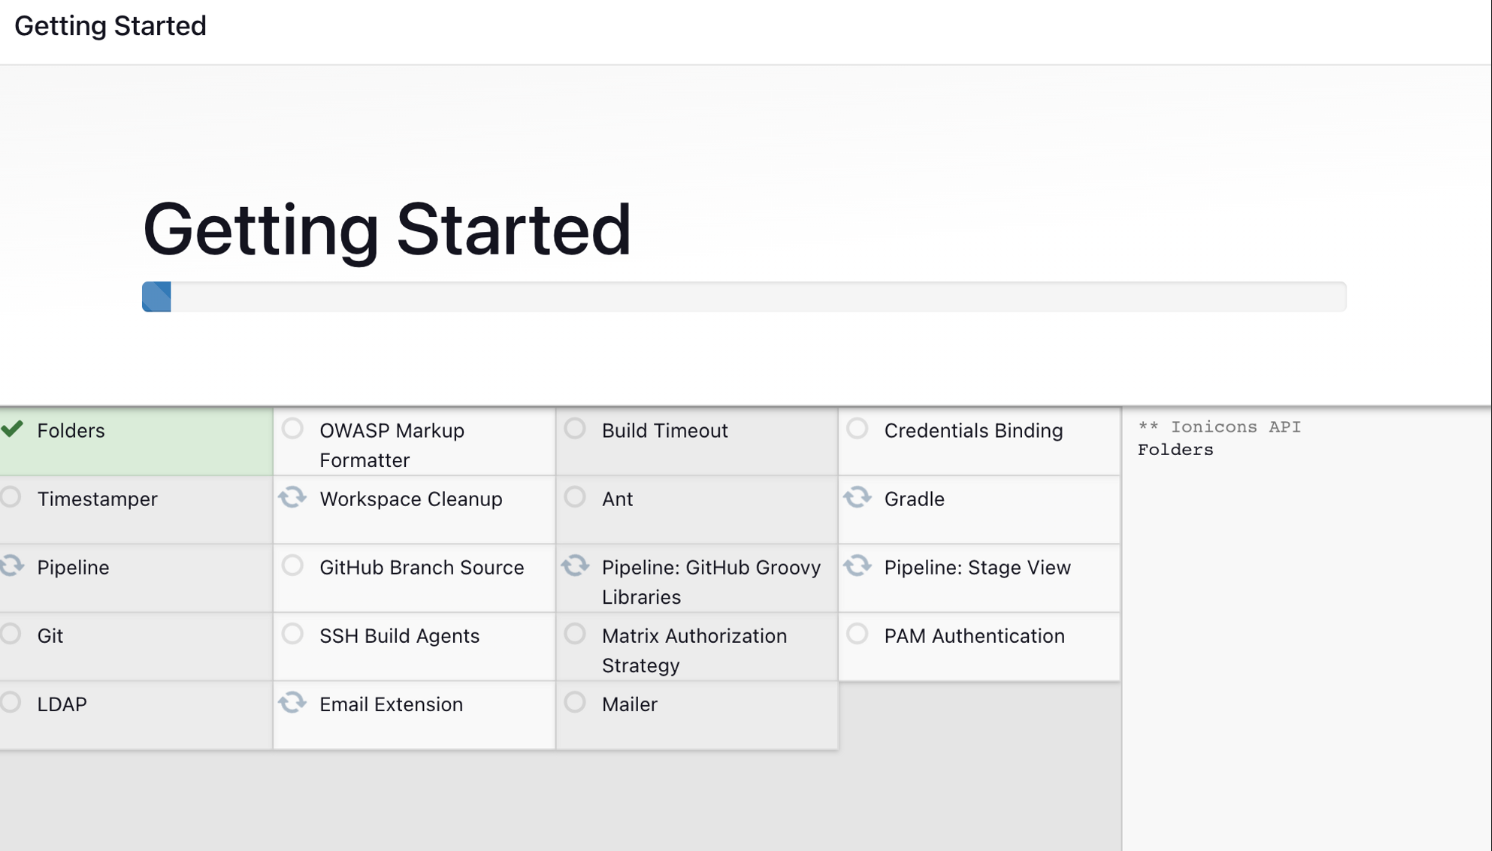 Getting Started
Getting Started
Folders
OWASP Markup
Formatter
Build Timeout
Credentials Binding
** Ionicons API
Folders
Timestamper
Workspace Cleanup
Ant
Gradle
Pipeline
GitHub Branch Source
Pipeline: GitHub Groovy
Libraries
Pipeline: Stage View
Git
SSH Build Agents
Matrix Authorization
Strategy
PAM Authentication
LDAP
Email Extension
Mailer